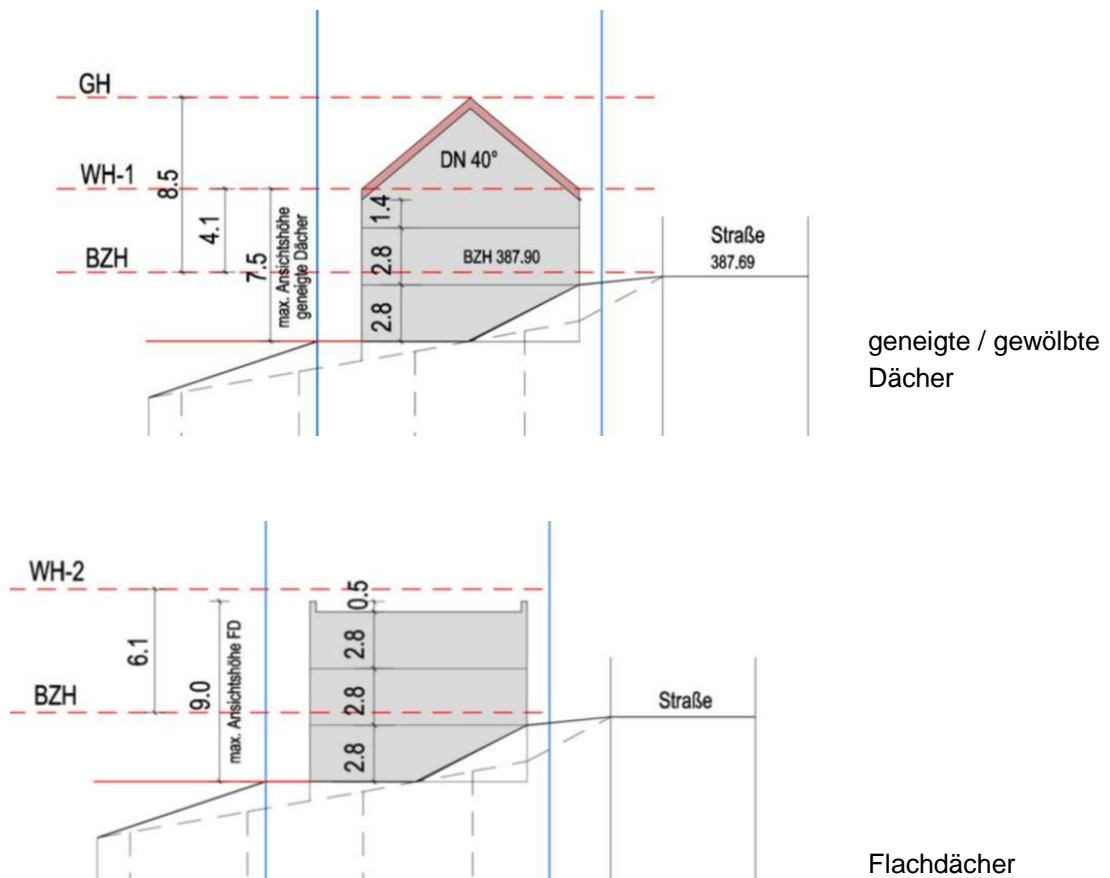 GH
DN 40°
WH-1
8.5
4.1
7.5
max. Ansichtshöhe
geneigte Dächer
1.4
2.8
2.8
BZH
BZH 387.90
Straße
387.69
geneigte / gewölbte
Dächer
WH-2
0.5
6.1
9.0
max. Ansichtshöhe FD
2.8
2.8
2.8
BZH
Straße
Flachdächer